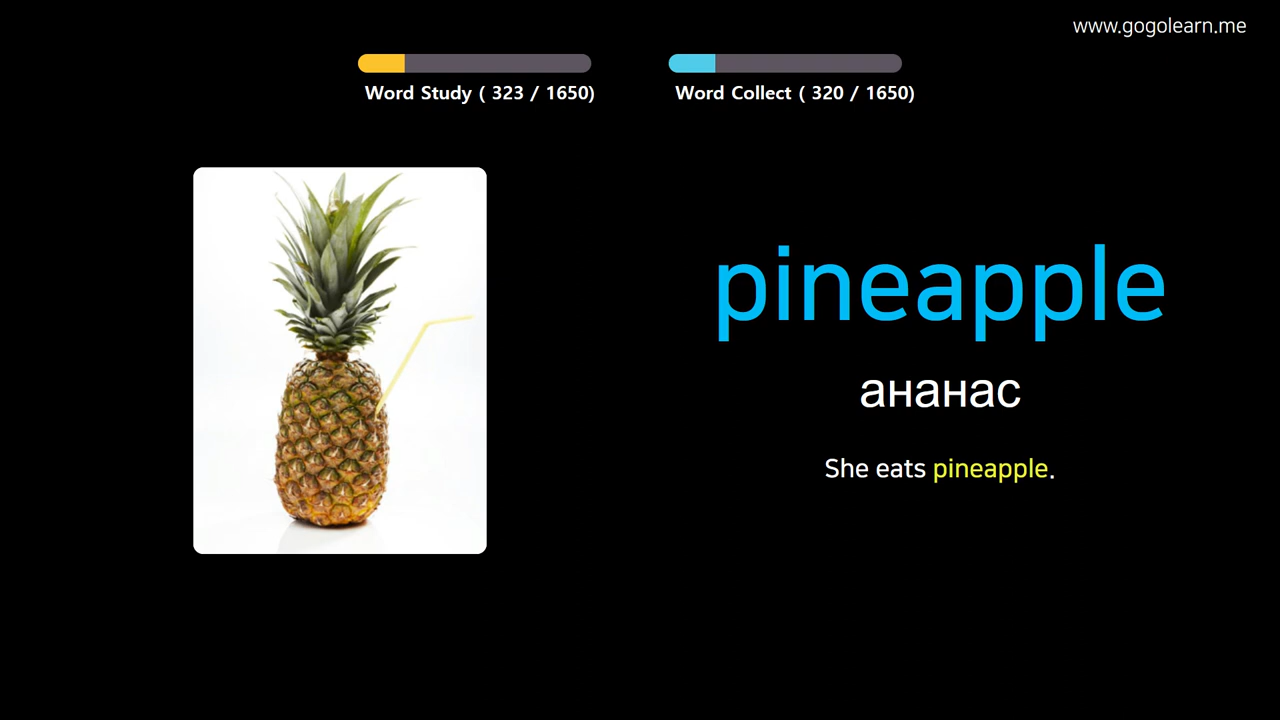 www.gogolearn.me
Word Study ( 323 / 1650)
Word Collect ( 320 / 1650)
pineapple
ананас
She eats pineapple.